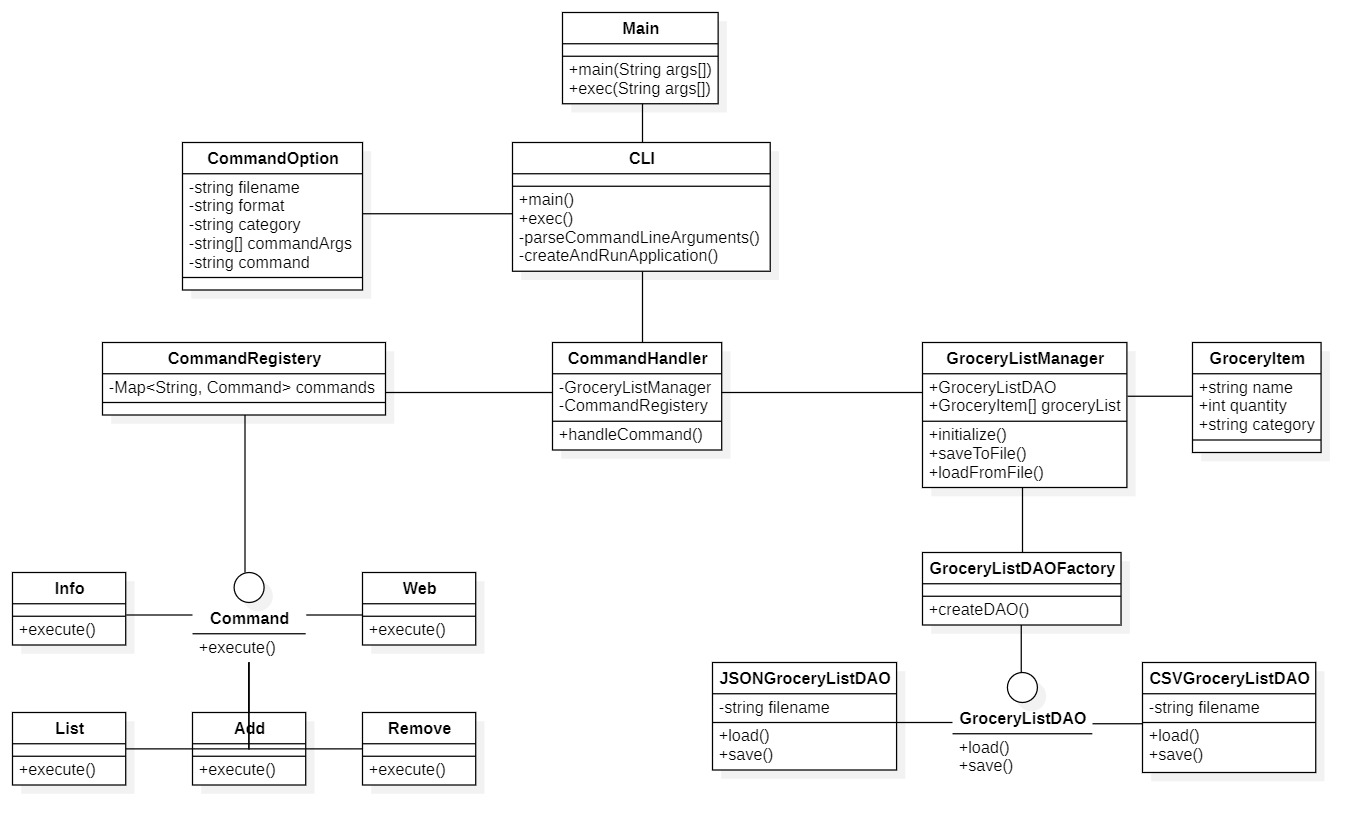 Main
+main(String args[])
+exec(String args[])
CommandOption
-string filename
-string format
-string category
-string[] commandArgs
-string command
CLI
+main()
+exec()
-parseCommandLineArguments()
-createAndRunApplication()
CommandRegistery
-Map<String, Command> commands
CommandHandler
-GroceryListManager
-CommandRegistery
+handleCommand()
GroceryListManager
+GroceryListDAO
+GroceryItem[] groceryList
+initialize()
+saveToFile()
+loadFromFile()
GroceryItem
+string name
+int quantity
+string category
Info
+execute()
Command
+execute()
Web
+execute()
List
+execute()
Add
+execute()
Remove
+execute()
GroceryListDAOFactory
+createDAO()
JSONGroceryListDAO
-string filename
+load()
+save()
GroceryListDAO
+load()
+save()
CSVGroceryListDAO
-string filename
+load()
+save()